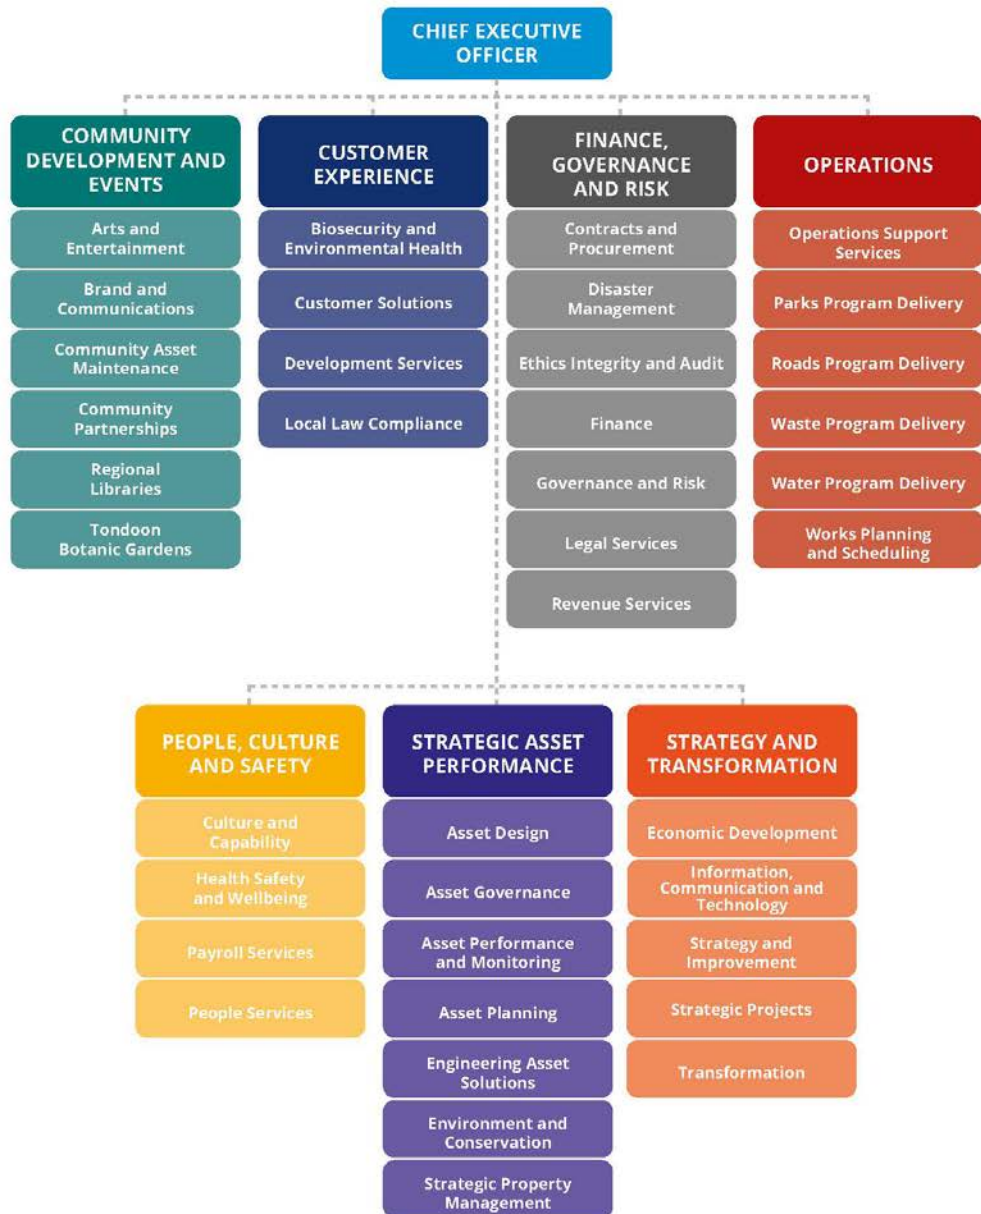 CHIEF EXECUTIVE
OFFICER
COMMUNITY
DEVELOPMENT AND
EVENTS
Arts and
Entertainment
Brand and
Communications
Community Asset
Maintenance
Community
Partnerships
Regional
Libraries
Tondoon
Botanic Gardens
CUSTOMER
EXPERIENCE
Biosecurity and
Environmental Health
Customer Solutions
Development Services
Local Law Compliance
FINANCE,
GOVERNANCE
AND RISK
Contracts and
Procurement
Disaster
Management
Ethics Integrity and Audit
Finance
Governance and Risk
Legal Services
Revenue Services
OPERATIONS
Operations Support
Services
Parks Program Delivery
Roads Program Delivery
Waste Program Delivery
Water Program Delivery
Works Planning
and Scheduling
PEOPLE, CULTURE
AND SAFETY
Culture and
Capability
Health Safety
and Wellbeing
Payroll Services
People Services
STRATEGIC ASSET
PERFORMANCE
Asset Design
Asset Governance
Asset Performance
and Monitoring
Asset Planning
Engineering Asset
Solutions
Environment and
Conservation
Strategic Property
Management
STRATEGY AND
TRANSFORMATION
Economic Development
Information,
Communication and
Technology
Strategy and
Improvement
Strategic Projects
Transformation